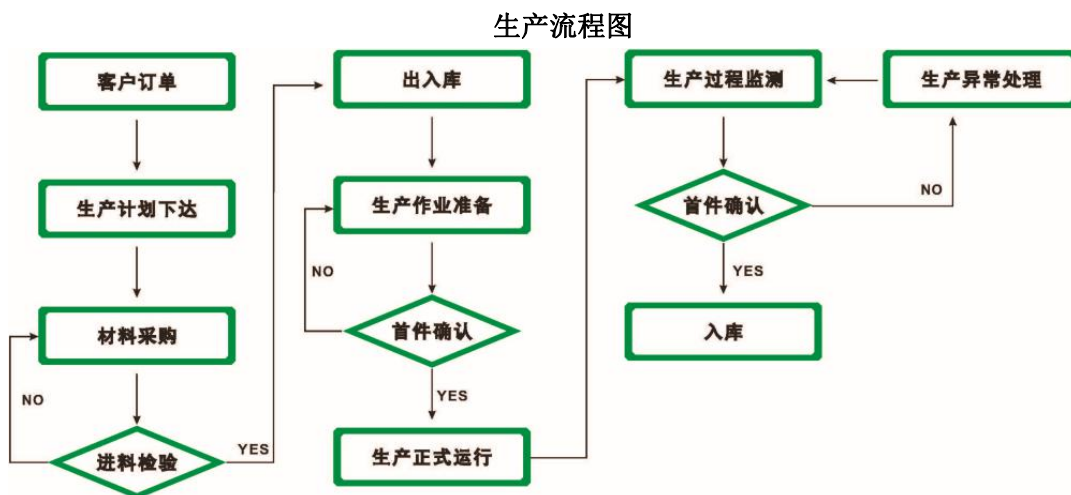 生产流程图
客户订单
生产计划下达
材料采购
NO
进料检验
YES
出入库
生产作业准备
NO
首件确认
YES
生产正式运行
生产过程监测
生产异常处理
首件确认
NO
YES
入库